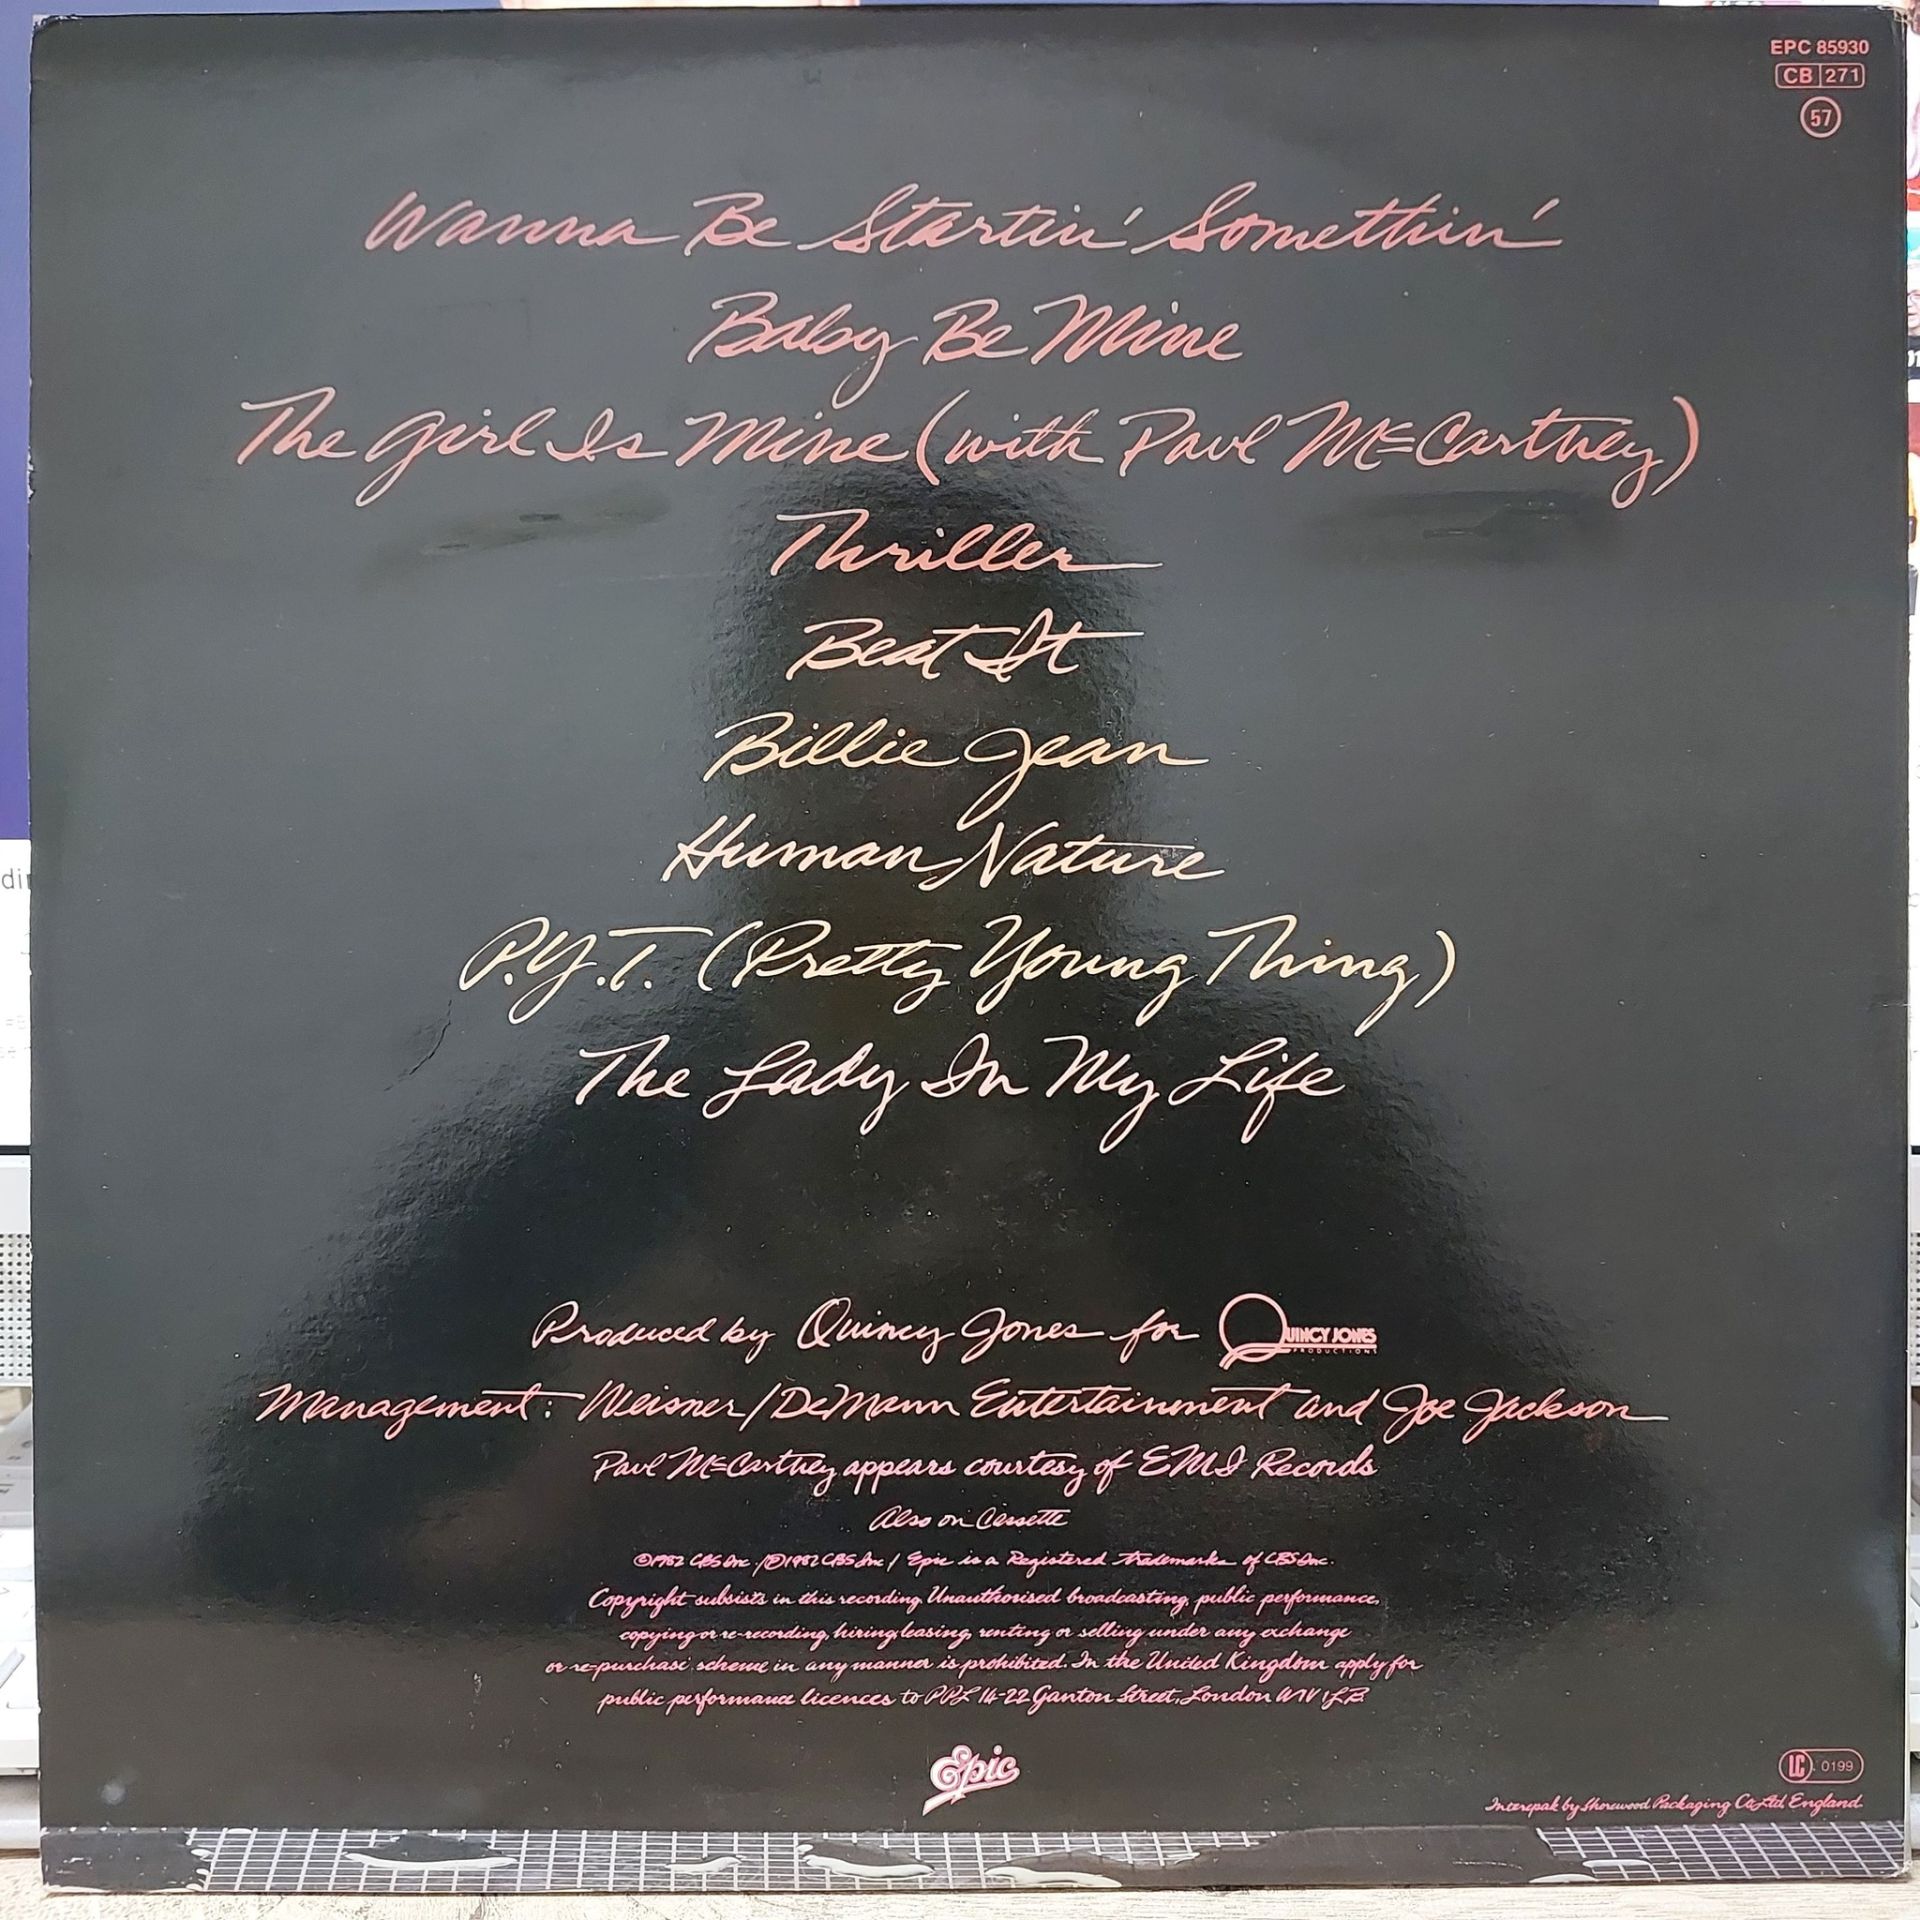 EPC 85930
CB 271
57
Wanna Be Startin' Somethin'
Baby Be Mine
The Girl Is Mine (with Paul McCartney)
Thriller
Beat It
Billie Jean
Human Nature
P.Y.T. (Pretty Young Thing)
The Lady In My Life
Produced by Quincy Jones for QUINCY JONES
PRODUCTIONS
Management: Weisner/DeMann Entertainment and Joe Jackson
Paul McCartney appears courtesy of EMI Records
Also on Cassette
©1982 CBS Inc. / ℗1982 CBS Inc / Epic is a Registered trademarks of CBS Inc.
Copyright subsists in this recording. Unauthorised broadcasting, public performance,
copying or re-recording, hiring, leasing, renting or selling under any exchange
or re-purchase scheme in any manner is prohibited. In the United Kingdom apply for
public performance licences to PPL 14-22 Ganton Street, London W1V 1LB.
Epic
LC 0199
Interepak by Shorewood Packaging Co Ltd England.